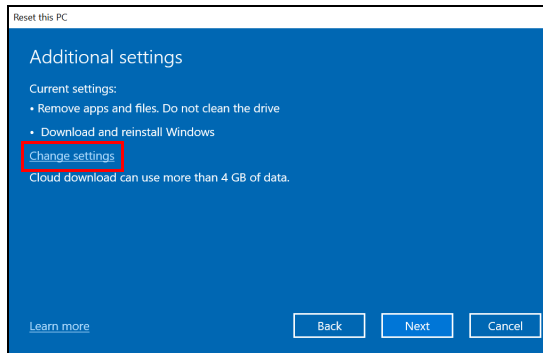 Reset this PC
Additional settings
Current settings:
• Remove apps and files. Do not clean the drive
• Download and reinstall Windows
Change settings
Cloud download can use more than 4 GB of data.
Learn more
Back
Next
Cancel